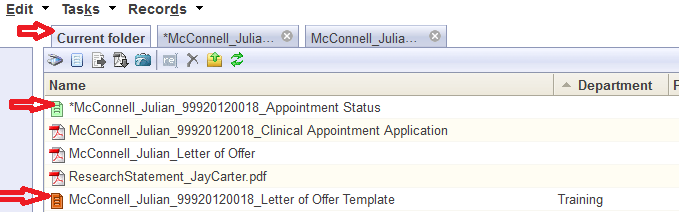 Edit Tasks Records
Current folder *McConnell_Julia... McConnell_Julia...
Name Department F
*McConnell_Julian_99920120018_Appointment Status
McConnell_Julian_99920120018_Clinical Appointment Application
McConnell_Julian_Letter of Offer
ResearchStatement_JayCarter.pdf
McConnell_Julian_99920120018_Letter of Offer Template Training